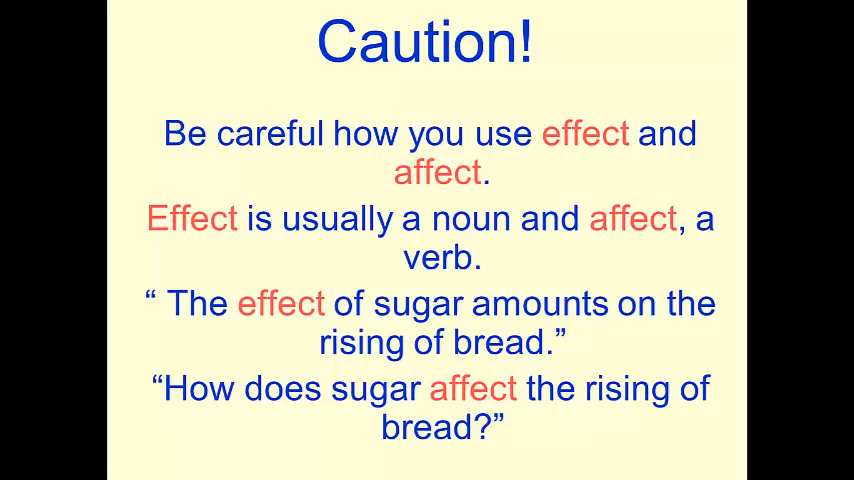 Caution!
Be careful how you use effect and
affect.
Effect is usually a noun and affect, a
verb.
“ The effect of sugar amounts on the
rising of bread.”
“How does sugar affect the rising of
bread?”